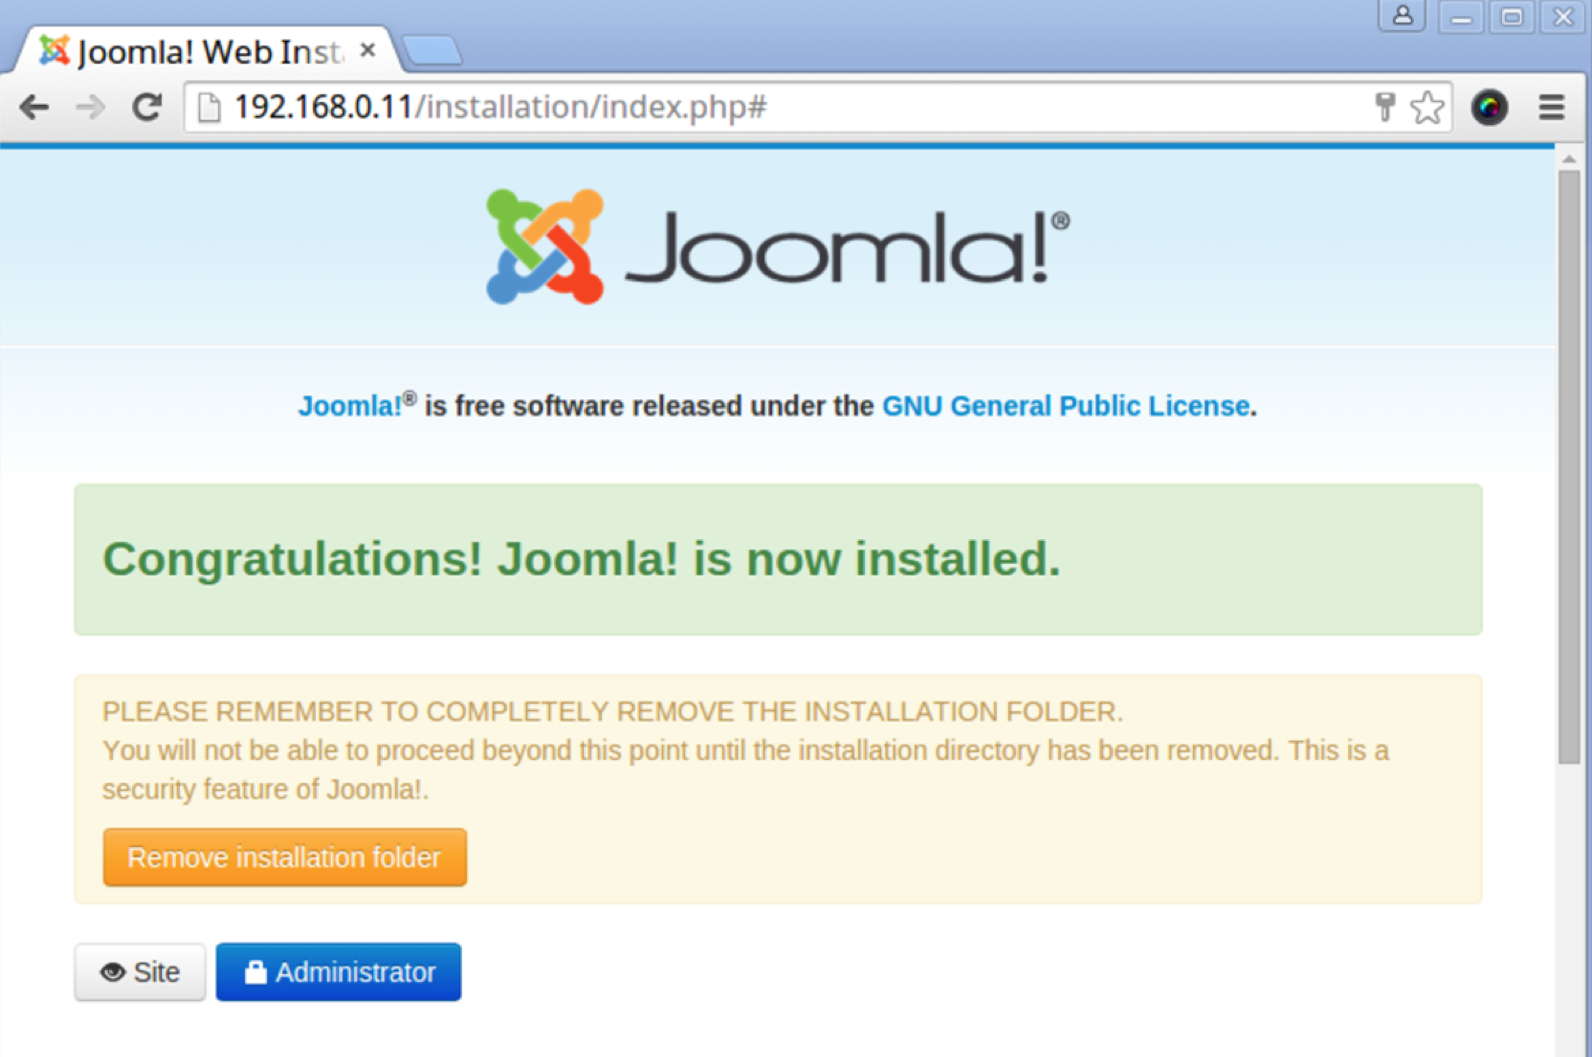 Joomla! Web Inst
192.168.0.11/installation/index.php#
Joomla!®
Joomla!® is free software released under the GNU General Public License.
Congratulations! Joomla! is now installed.
PLEASE REMEMBER TO COMPLETELY REMOVE THE INSTALLATION FOLDER.
You will not be able to proceed beyond this point until the installation directory has been removed. This is a
security feature of Joomla!.
Remove installation folder
Site
Administrator